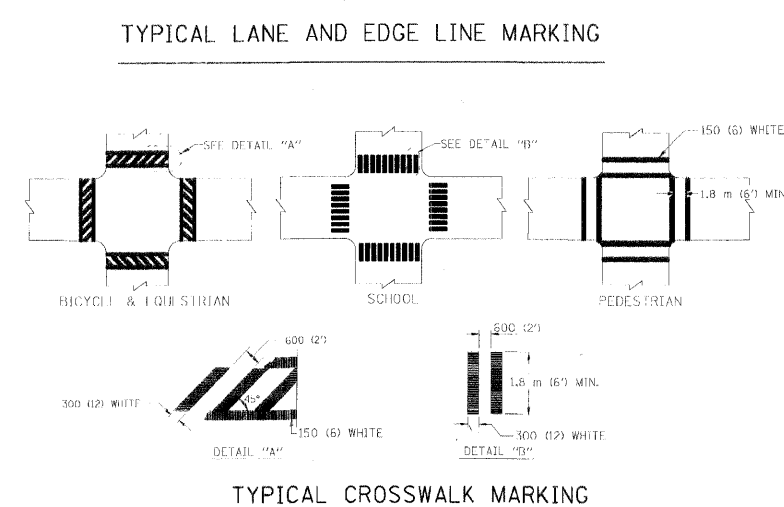 TYPICAL LANE AND EDGE LINE MARKING
SEE DETAIL "A"
SEE DETAIL "B"
150 (6) WHITE
1.8 m (6') MIN.
BICYCLE & EQUESTRIAN
SCHOOL
PEDESTRIAN
600 (2')
300 (12) WHITE
45°
150 (6) WHITE
DETAIL "A"
600 (2')
1.8 m (6') MIN.
300 (12) WHITE
DETAIL "B"
TYPICAL CROSSWALK MARKING